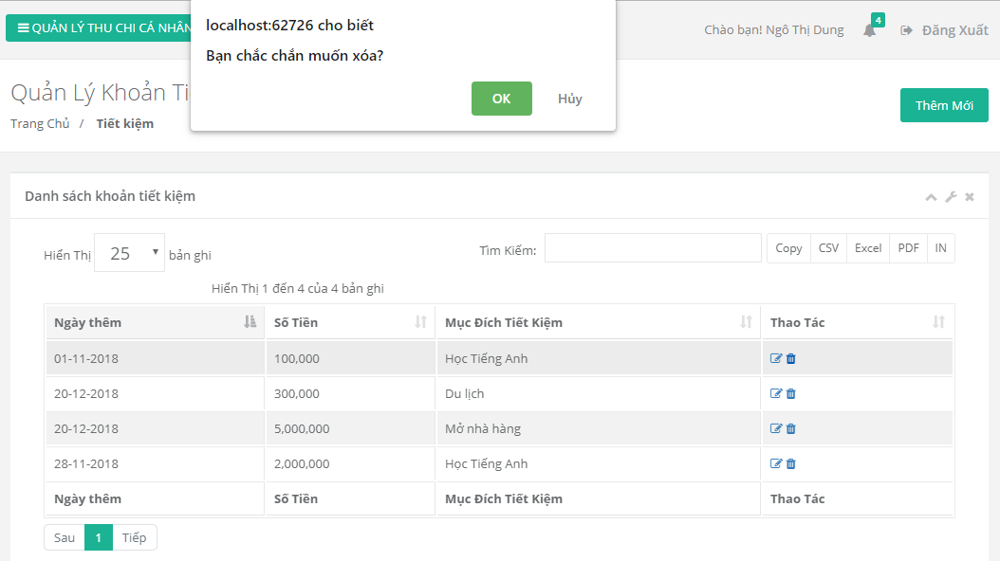 localhost:62726 cho biết
Bạn chắc chắn muốn xóa?
OK Hủy
QUẢN LÝ THU CHI CÁ NHÂN
Chào bạn! Ngô Thị Dung 4 Đăng Xuất
Quản Lý Khoản Ti
Trang Chủ / Tiết kiệm
Thêm Mới
Danh sách khoản tiết kiệm
Hiển Thị 25 bản ghi
Tìm Kiếm: Copy CSV Excel PDF IN
Hiển Thị 1 đến 4 của 4 bản ghi
Ngày thêm Số Tiền Mục Đích Tiết Kiệm Thao Tác
01-11-2018 100,000 Học Tiếng Anh
20-12-2018 300,000 Du lịch
20-12-2018 5,000,000 Mở nhà hàng
28-11-2018 2,000,000 Học Tiếng Anh
Ngày thêm Số Tiền Mục Đích Tiết Kiệm Thao Tác
Sau 1 Tiếp